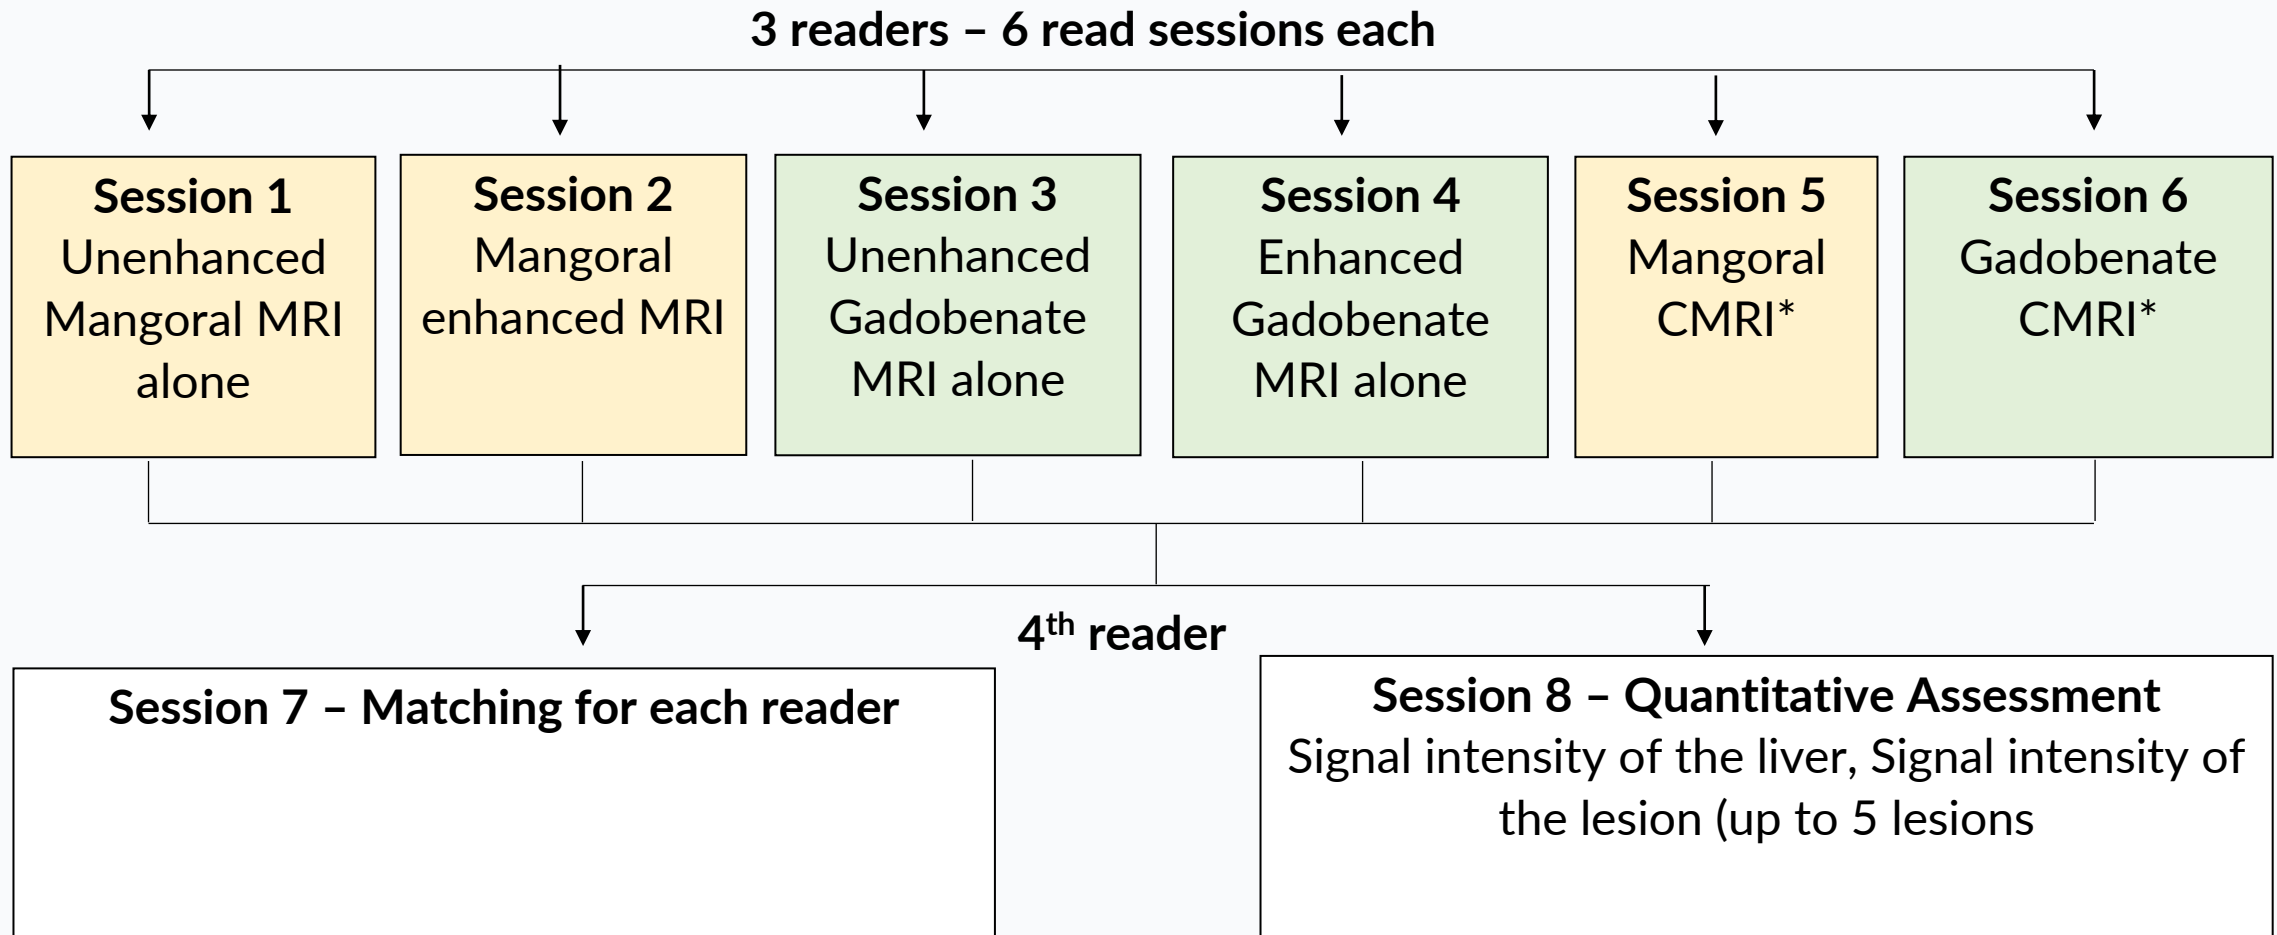 3 readers – 6 read sessions each
Session 1
Unenhanced
Mangoral MRI
alone
Session 2
Mangoral
enhanced MRI
Session 3
Unenhanced
Gadobenate
MRI alone
Session 4
Enhanced
Gadobenate
MRI alone
Session 5
Mangoral
CMRI*
Session 6
Gadobenate
CMRI*
4th reader
Session 7 – Matching for each reader
Session 8 – Quantitative Assessment
Signal intensity of the liver, Signal intensity of
the lesion (up to 5 lesions